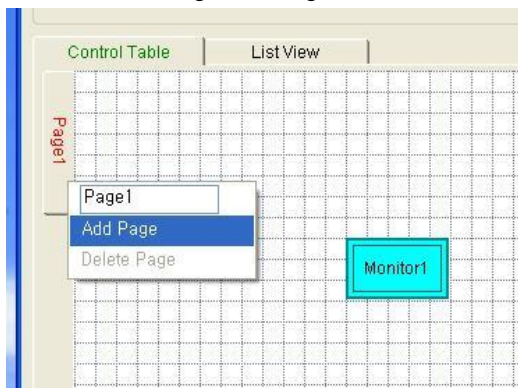 Control Table
List View
Page1
Page1
Add Page
Delete Page
Monitor1